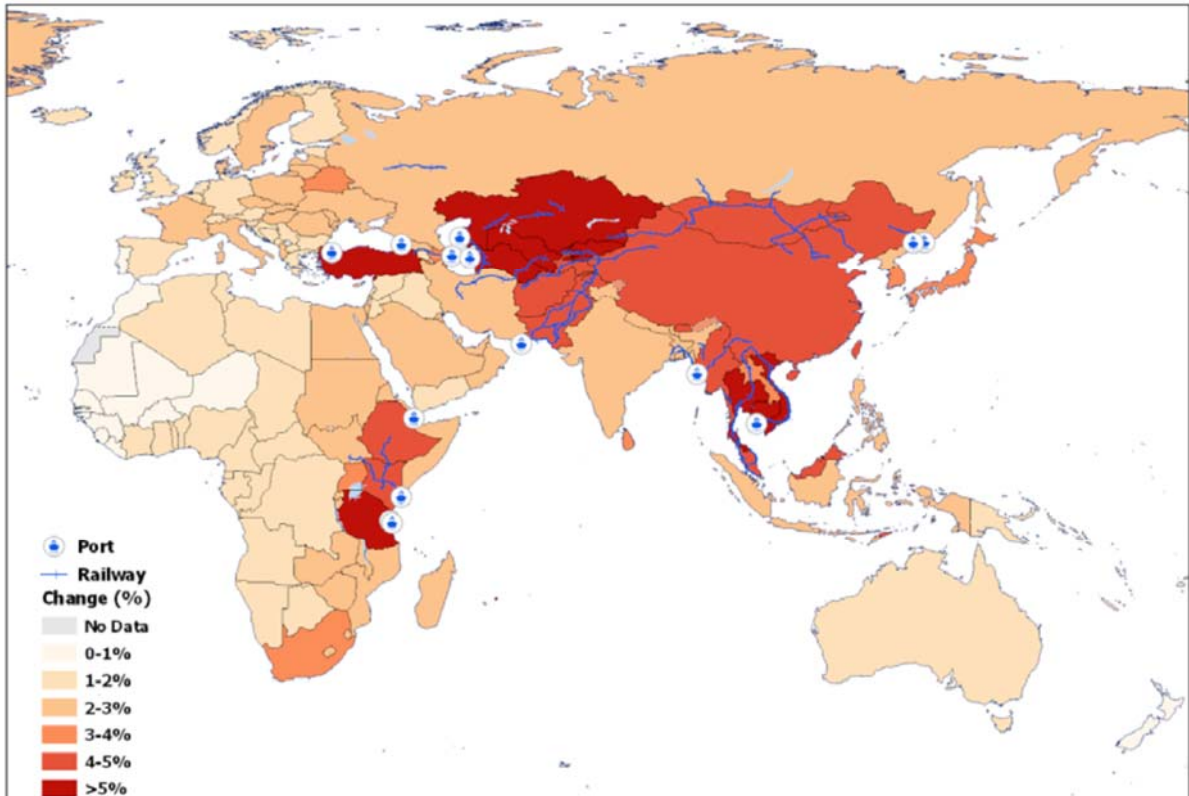 Port
Railway
Change (%)
No Data
0-1%
1-2%
2-3%
3-4%
4-5%
>5%